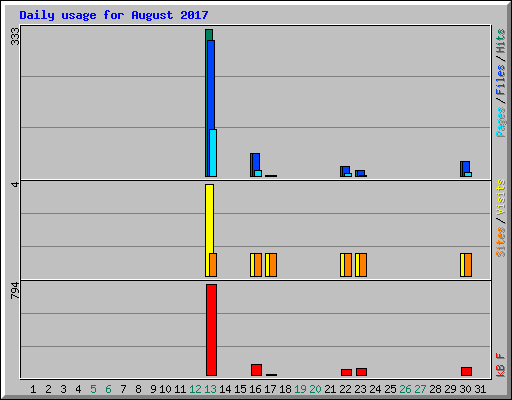 Daily usage for August 2017
333
4
794
Pages / Files / Hits
Sites / Visits
kB F
1 2 3 4 5 6 7 8 9 10 11 12 13 14 15 16 17 18 19 20 21 22 23 24 25 26 27 28 29 30 31